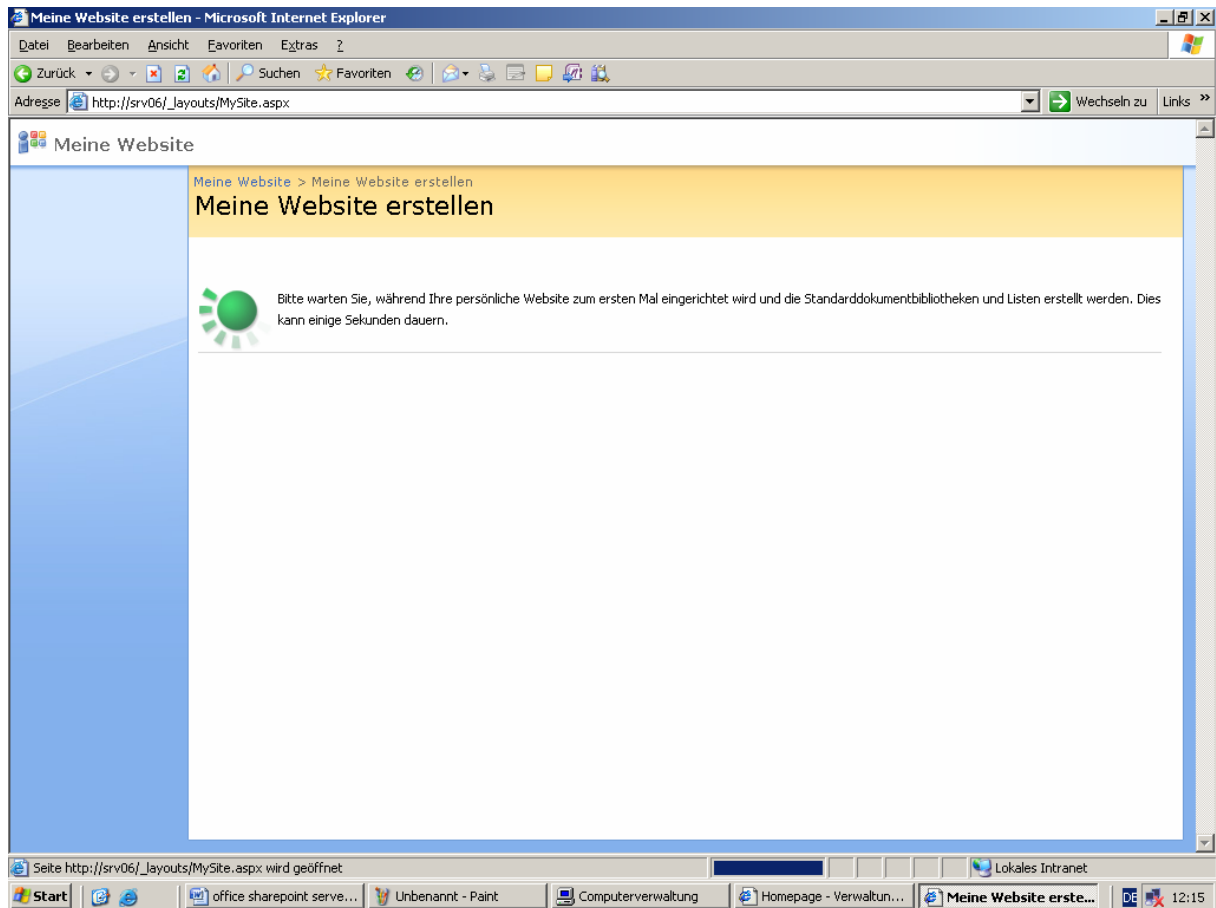 Meine Website erstellen - Microsoft Internet Explorer
Datei Bearbeiten Ansicht Favoriten Extras ?
Zurück Suchen Favoriten
Adresse http://srv06/_layouts/MySite.aspx Wechseln zu Links »
Meine Website
Meine Website > Meine Website erstellen
Meine Website erstellen
Bitte warten Sie, während Ihre persönliche Website zum ersten Mal eingerichtet wird und die Standarddokumentbibliotheken und Listen erstellt werden. Dies
kann einige Sekunden dauern.
Seite http://srv06/_layouts/MySite.aspx wird geöffnet Lokales Intranet
Start office sharepoint serve... Unbenannt - Paint Computerverwaltung Homepage - Verwaltun... Meine Website erste... DE 12:15